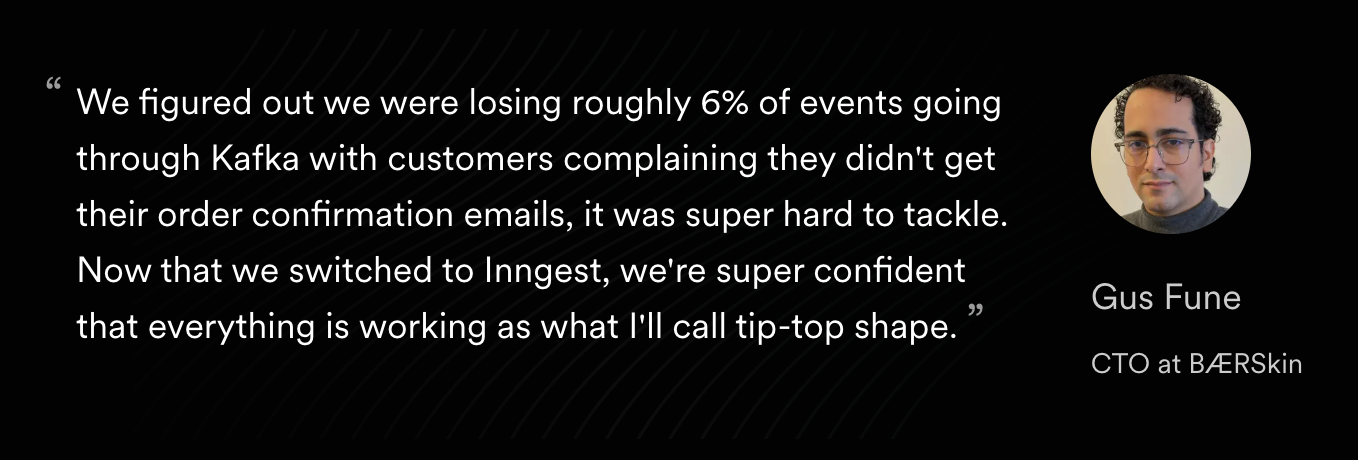 “ We figured out we were losing roughly 6% of events going
through Kafka with customers complaining they didn't get
their order confirmation emails, it was super hard to tackle.
Now that we switched to Inngest, we're super confident
that everything is working as what I'll call tip-top shape. ”
Gus Fune
CTO at BÆRSkin